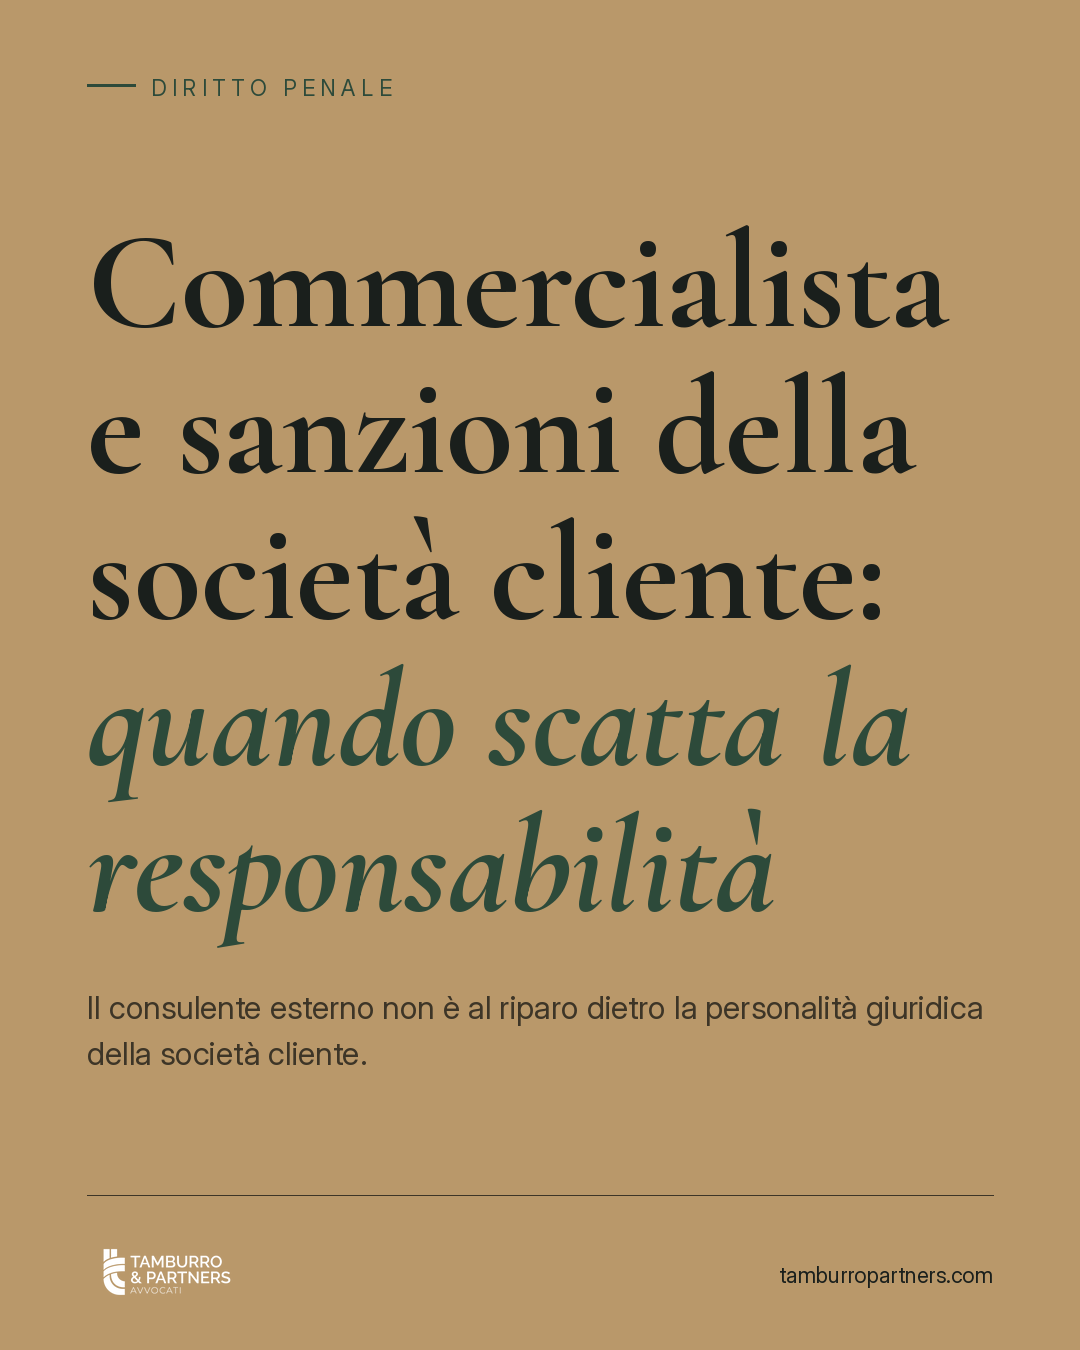 DIRITTO PENALE
Commercialista
e sanzioni della
società cliente:
quando scatta la
responsabilità
Il consulente esterno non è al riparo dietro la personalità giuridica
della società cliente.
TAMBURRO
& PARTNERS
AVVOCATI
tamburropartners.com